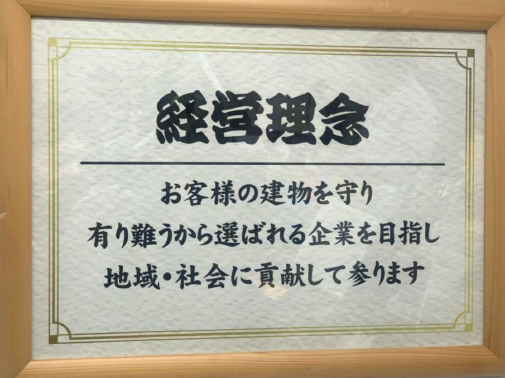 経営理念
お客様の建物を守り
有り難うから選ばれる企業を目指し
地域・社会に貢献して参ります